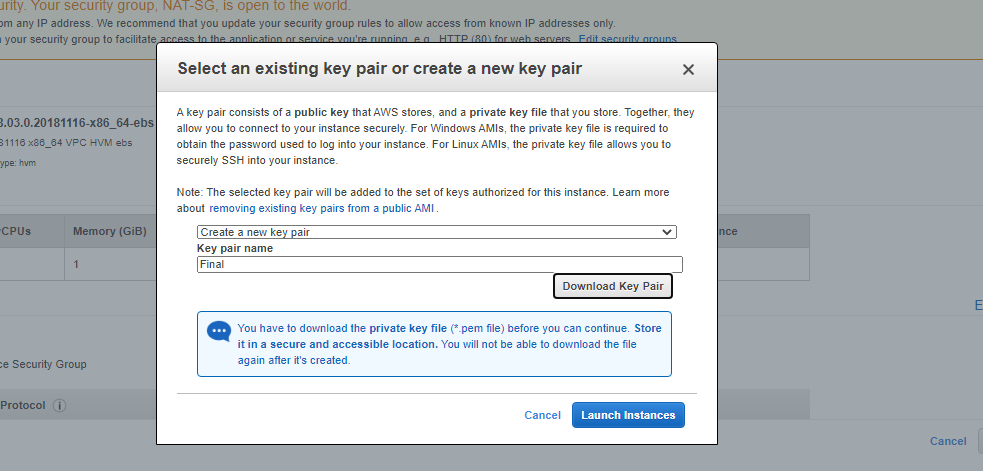 urity. Your security group, NAT-SG, is open to the world.
om any IP address. We recommend that you update your security group rules to allow access from known IP addresses only.
n your security group to facilitate access to the application or service you're running, e.g., HTTP (80) for web servers. Edit security groups
Select an existing key pair or create a new key pair
A key pair consists of a public key that AWS stores, and a private key file that you store. Together, they
allow you to connect to your instance securely. For Windows AMIs, the private key file is required to
obtain the password used to log into your instance. For Linux AMIs, the private key file allows you to
securely SSH into your instance.
8.03.0.20181116-x86_64-ebs
81116 x86_64 VPC HVM ebs
ype: hvm
Note: The selected key pair will be added to the set of keys authorized for this instance. Learn more
about removing existing key pairs from a public AMI.
CPUs
Memory (GiB)
nce
1
Create a new key pair
Key pair name
Final
Download Key Pair
You have to download the private key file (*.pem file) before you can continue. Store
it in a secure and accessible location. You will not be able to download the file
again after it's created.
E
ce Security Group
Protocol
Cancel
Launch Instances
Cancel